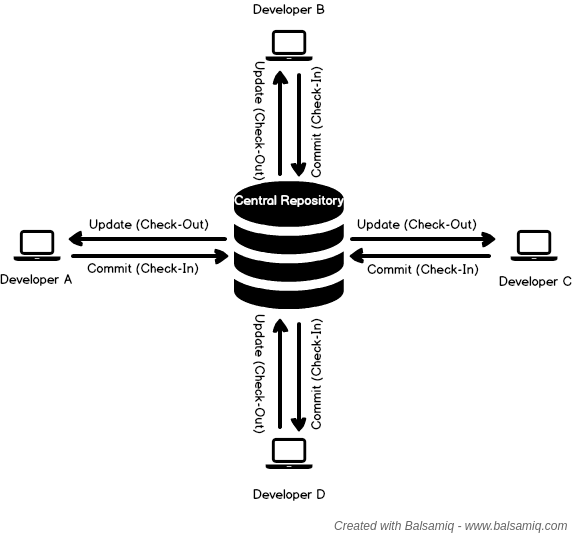 Developer B
Update (Check-Out)
Commit (Check-In)
Central Repository
Update (Check-Out)
Commit (Check-In)
Developer A
Update (Check-Out)
Commit (Check-In)
Developer C
Update (Check-Out)
Commit (Check-In)
Developer D
Created with Balsamiq - www.balsamiq.com